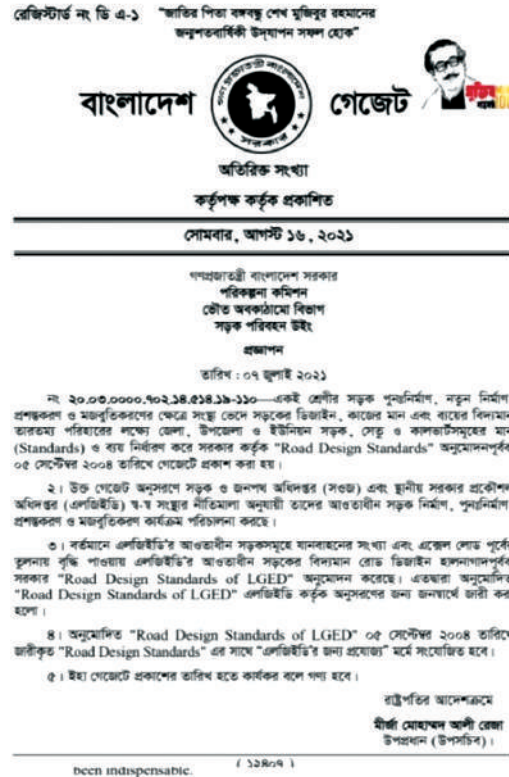 রেজিস্টার্ড নং ডি এ-১
"জাতির পিতা বঙ্গবন্ধু শেখ মুজিবুর রহমানের
জন্মশতবার্ষিকী উদ্‌যাপন সফল হোক"
বাংলাদেশ গেজেট
গণপ্রজাতন্ত্রী বাংলাদেশ
সরকার
মুজিব
100
অতিরিক্ত সংখ্যা
কর্তৃপক্ষ কর্তৃক প্রকাশিত
সোমবার, আগস্ট ১৬, ২০২১
গণপ্রজাতন্ত্রী বাংলাদেশ সরকার
পরিকল্পনা কমিশন
ভৌত অবকাঠামো বিভাগ
সড়ক পরিবহন উইং
প্রজ্ঞাপন
তারিখ : ০৭ জুলাই ২০২১
নং ২০.০৩.০০০০.৭০২.১৪.৫১৪.১৯-১১০—একই শ্রেণীর সড়ক পুনঃনির্মাণ, নতুন নির্মাণ
প্রশস্তকরণ ও মজবুতিকরণের ক্ষেত্রে সংস্থা ভেদে সড়কের ডিজাইন, কাজের মান এবং ব্যয়ের বিদ্যমান
তারতম্য পরিহারের লক্ষ্যে জেলা, উপজেলা ও ইউনিয়ন সড়ক, সেতু ও কালভার্টসমূহের মান
(Standards) ও ব্যয় নির্ধারণ করে সরকার কর্তৃক "Road Design Standards" অনুমোদনপূর্বক
০৫ সেপ্টেম্বর ২০০৪ তারিখে গেজেটে প্রকাশ করা হয়।
২। উক্ত গেজেট অনুসরণে সড়ক ও জনপথ অধিদপ্তর (সওজ) এবং স্থানীয় সরকার প্রকৌশল
অধিদপ্তর (এলজিইডি) স্ব-স্ব সংস্থার নীতিমালা অনুযায়ী তাদের আওতাধীন সড়ক নির্মাণ, পুনঃনির্মাণ
প্রশস্তকরণ ও মজবুতিকরণ কার্যক্রম পরিচালনা করছে।
৩। বর্তমানে এলজিইডি'র আওতাধীন সড়কসমূহে যানবাহনের সংখ্যা এবং এক্সেল লোড পূর্বের
তুলনায় বৃদ্ধি পাওয়ায় এলজিইডি'র আওতাধীন সড়কের বিদ্যমান রোড ডিজাইন হালনাগাদপূর্বক
সরকার "Road Design Standards of LGED" অনুমোদন করেছে। এতদ্বারা অনুমোদিত
"Road Design Standards of LGED" এলজিইডি কর্তৃক অনুসরণের জন্য জনস্বার্থে জারী কর
হলো।
৪। অনুমোদিত "Road Design Standards of LGED" ০৫ সেপ্টেম্বর ২০০৪ তারিখে
জারীকৃত "Road Design Standards" এর সাথে "এলজিইডি'র জন্য প্রযোজ্য" মর্মে সংযোজিত হবে।
৫। ইহা গেজেটে প্রকাশের তারিখ হতে কার্যকর বলে গণ্য হবে।
রাষ্ট্রপতির আদেশক্রমে
মীর্জা মোহাম্মদ আলী রেজা
উপপ্রধান (উপসচিব)।
( ১২৪০৭ )
been indispensable.